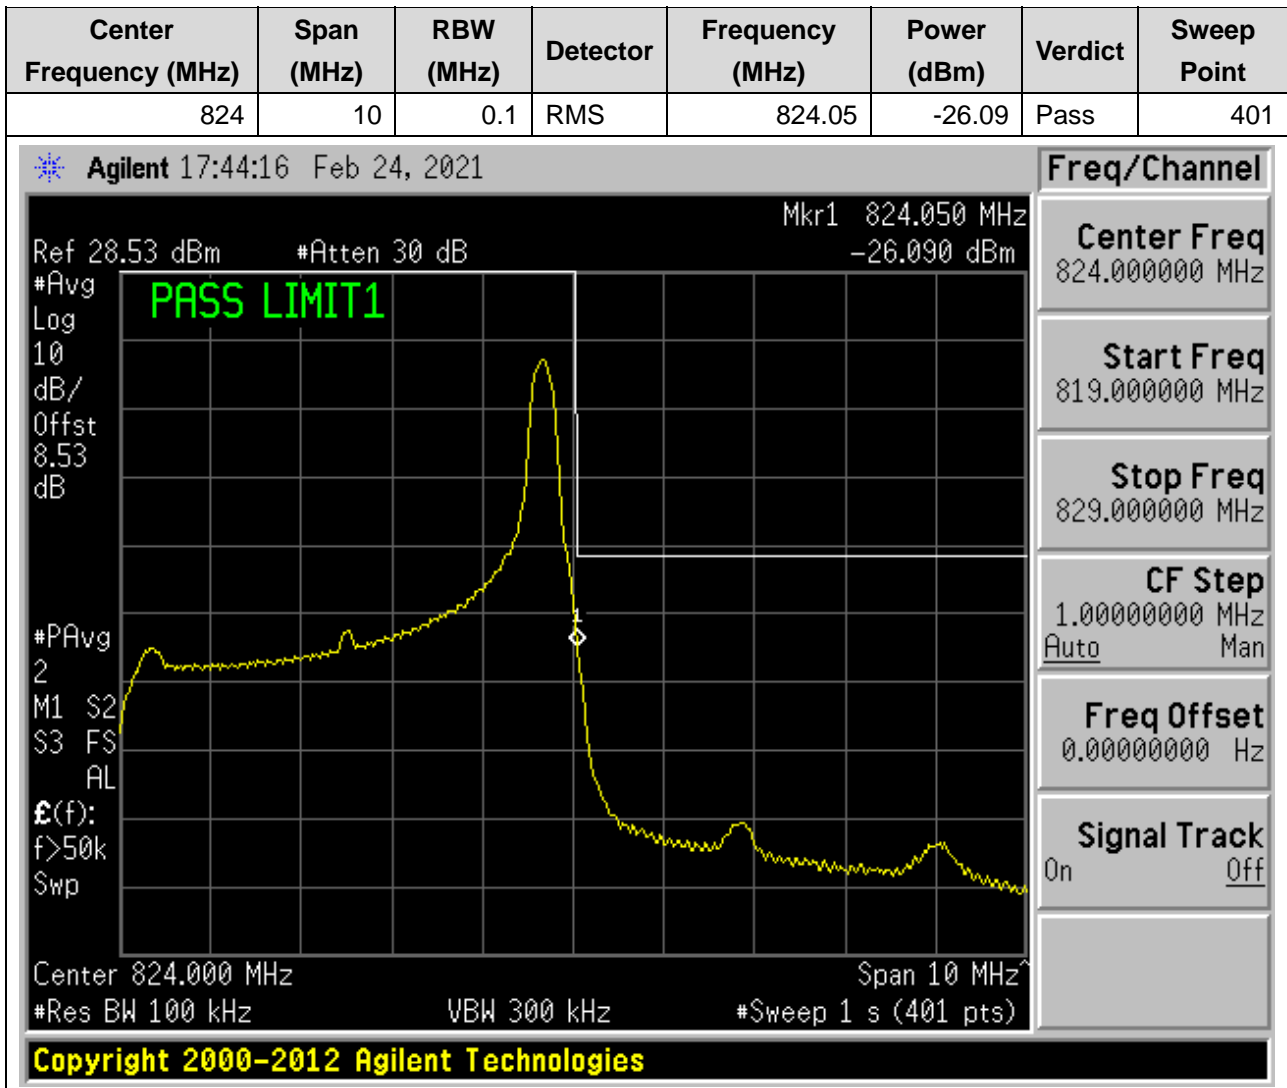 Center Frequency (MHz) Span (MHz) RBW (MHz) Detector Frequency (MHz) Power (dBm) Verdict Sweep Point
824 10 0.1 RMS 824.05 -26.09 Pass 401
Agilent 17:44:16 Feb 24, 2021
Freq/Channel
Mkr1 824.050 MHz
Ref 28.53 dBm #Atten 30 dB -26.090 dBm
#Avg
Log
10
dB/
Offst
8.53
dB
PASS LIMIT1
1
#PAvg
2
M1 S2
S3 FS
AL
£(f):
f>50k
Swp
Center 824.000 MHz Span 10 MHz^
#Res BW 100 kHz VBW 300 kHz #Sweep 1 s (401 pts)
Center Freq
824.000000 MHz
Start Freq
819.000000 MHz
Stop Freq
829.000000 MHz
CF Step
1.00000000 MHz
Auto Man
Freq Offset
0.00000000 Hz
Signal Track
On Off
Copyright 2000-2012 Agilent Technologies